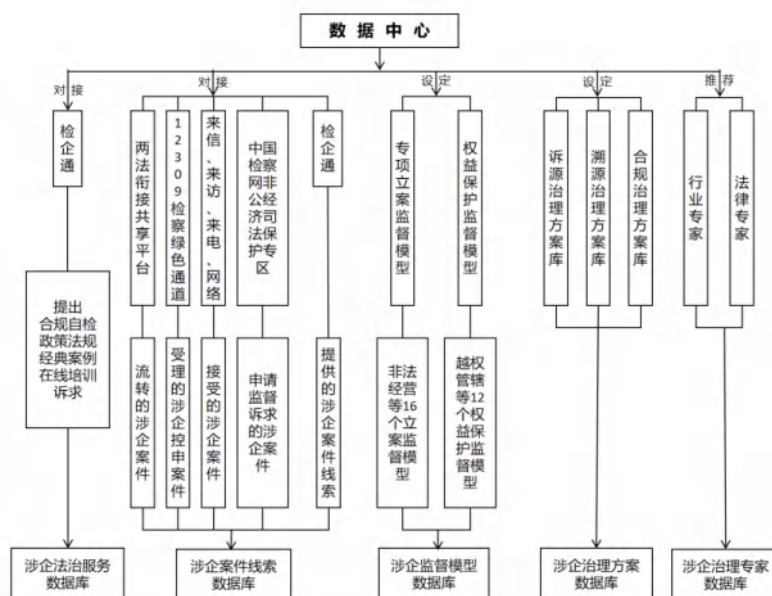 数据中心
对接
对接
设定
设定
推荐
检企通
两法衔接共享平台
12309检察绿色通道
来信、来访、来电、网络
中国检察网非公经济司法保护专区
检企通
专项立案监督模型
权益保护监督模型
诉源治理方案库
溯源治理方案库
合规治理方案库
行业专家
法律专家
提出
合规自检
政策法规
经典案例
在线培训
诉求
流转的涉企案件
受理的涉企控申案件
接受的涉企案件
申请监督诉求的涉企案件
提供的涉企案件线索
非法经营等16个立案监督模型
越权管辖等12个权益保护监督模型
涉企法治服务
数据库
涉企案件线索
数据库
涉企监督模型
数据库
涉企治理方案
数据库
涉企治理专家
数据库